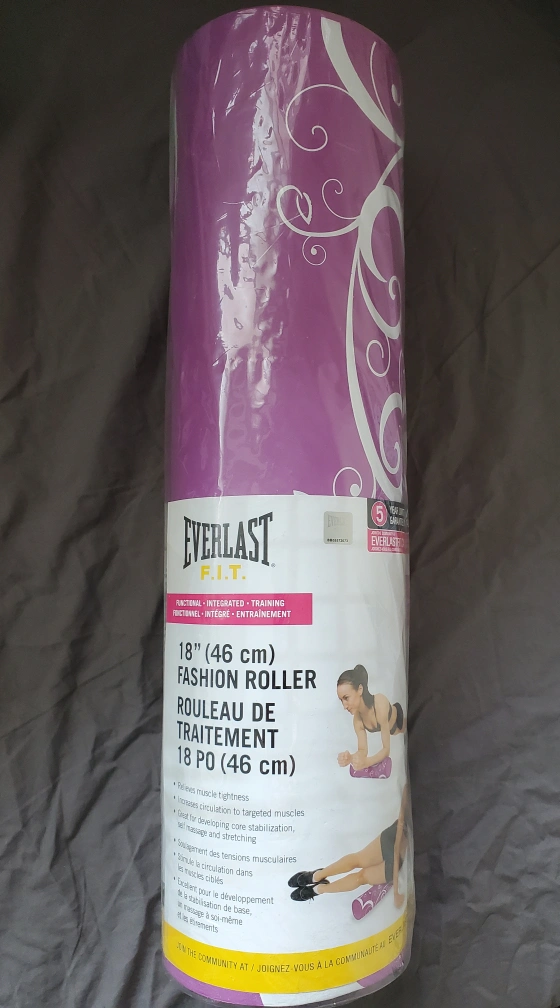 EVERLAST
F.I.T.
5
EVERLAST
FUNCTIONAL • INTEGRATED • TRAINING
FONCTIONNEL • INTÉGRÉ • ENTRAÎNEMENT
18" (46 cm)
FASHION ROLLER
ROULEAU DE
TRAITEMENT
18 PO (46 cm)
• Relieves muscle tightness
• Increases circulation to targeted muscles
• Great for developing core stabilization,
self massage and stretching
• Soulagement des tensions musculaires
• Stimule la circulation dans
les muscles ciblés
• Excellent pour le développement
de la stabilisation de base,
un massage à soi-même
et les étirements
JOIN THE COMMUNITY AT / JOIGNEZ-VOUS À LA COMMUNAUTÉ AU